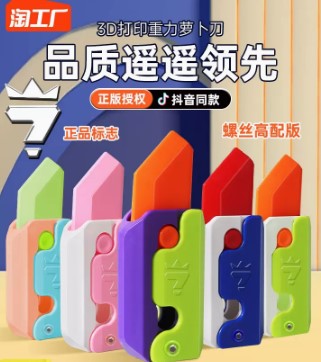 淘工厂
3D打印重力萝卜刀
品质遥遥领先
正版授权 抖音同款
正品标志
螺丝高配版